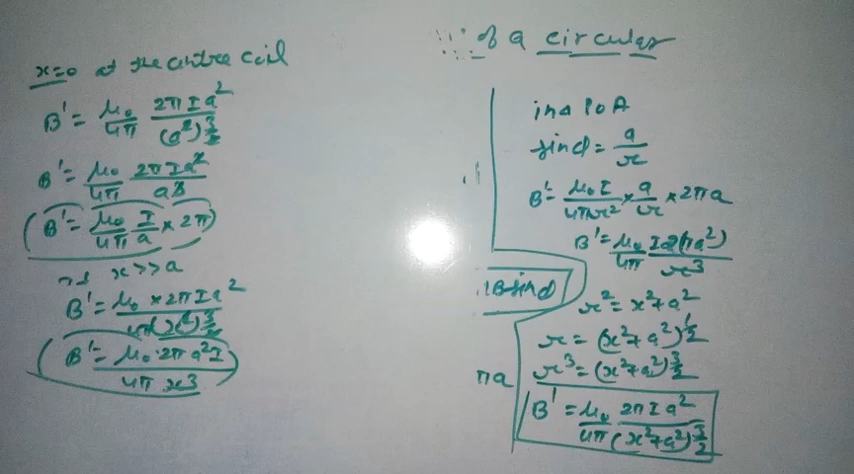 x=0 at the centre coil
B' = μ₀/4π 2πIa²/(a²)^3/2
B' = μ₀/4π 2πIa²/a³
B' = μ₀/4π I/a × 2π
x>>a
B' = μ₀ × 2πIa²/4π(x²)^3/2
B' = μ₀·2πa²I/4π x³
of a circular
in Δ POA
sinφ = a/r
B' = μ₀I/4πr² × a/r × 2πa
B' = μ₀/4π I2(πa²)/r³
dBsinφ
r² = x²+a²
r = (x²+a²)^1/2
r³ = (x²+a²)^3/2
πa
B' = μ₀/4π 2πIa²/(x²+a²)^3/2